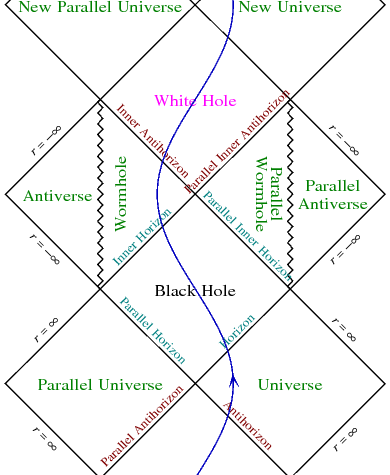 New Parallel Universe
New Universe
White Hole
Inner Antihorizon
Parallel Inner Antihorizon
r = −∞
r = −∞
Antiverse
Wormhole
Parallel
Wormhole
Parallel
Antiverse
Inner Horizon
Parallel Inner Horizon
r = −∞
r = −∞
Black Hole
r = ∞
Parallel Horizon
Horizon
r = ∞
Parallel Universe
Universe
r = ∞
Parallel Antihorizon
Antihorizon
r = ∞